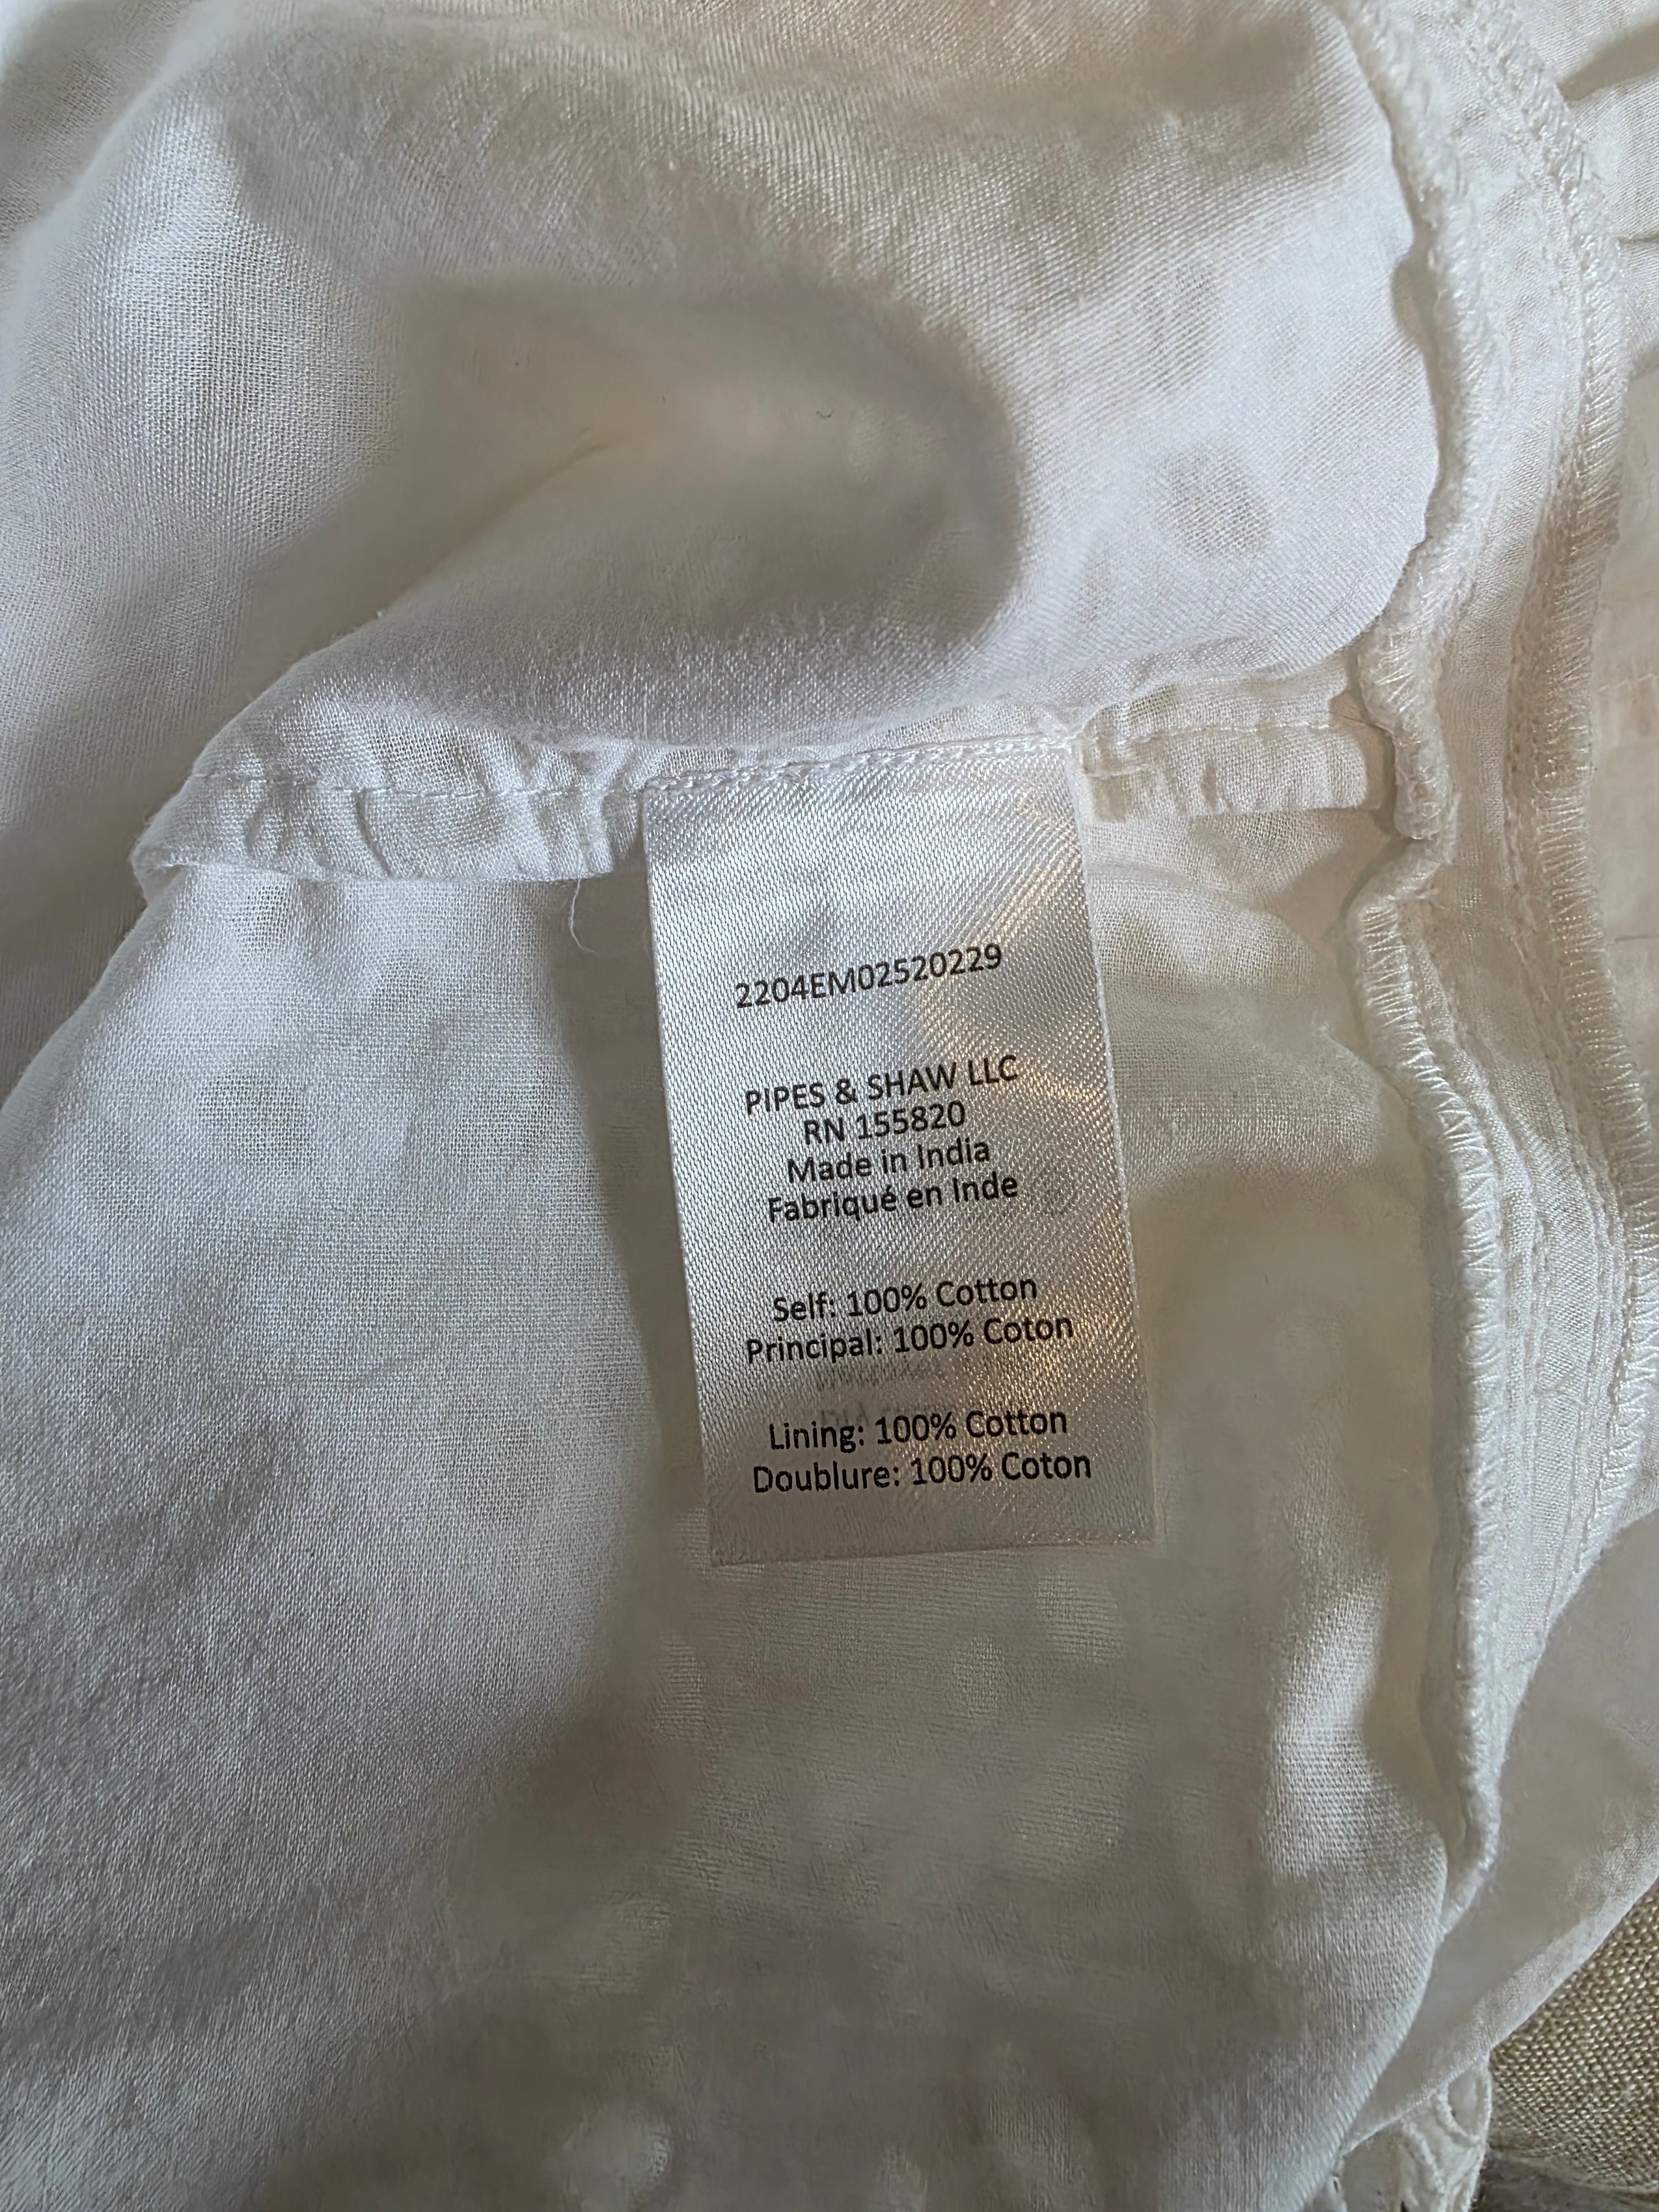 2204EM02520229
PIPES & SHAW LLC
RN 155820
Made in India
Fabriqué en Inde
Self: 100% Cotton
Principal: 100% Coton
Lining: 100% Cotton
Doublure: 100% Coton